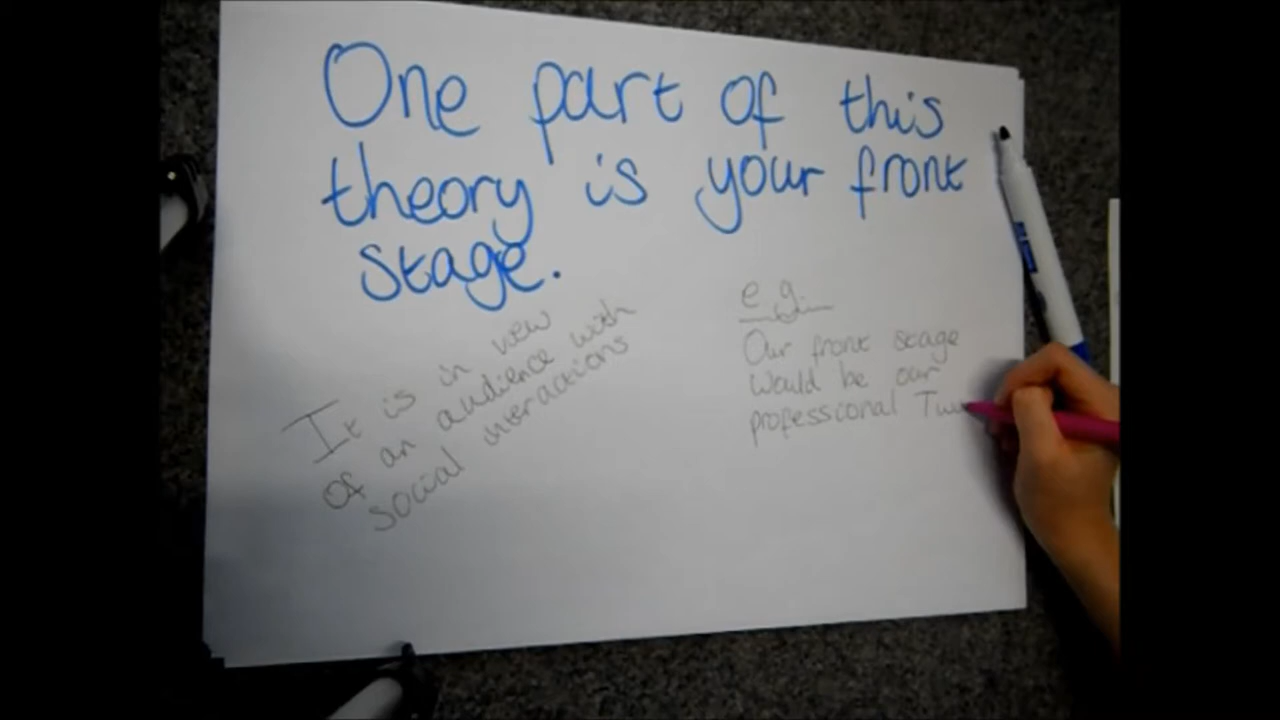 One part of this
theory is your front
stage.
It is in view
of an audience with
social interactions
e.g.
Our front stage
would be our
professional Tw